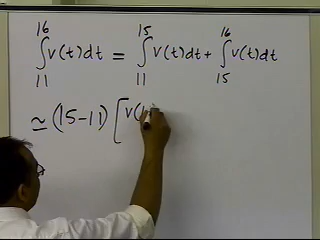 ∫₁₁¹⁶ v(t)dt = ∫₁₁¹⁵ v(t)dt + ∫₁₅¹⁶ v(t)dt
≃ (15-11) [ v(